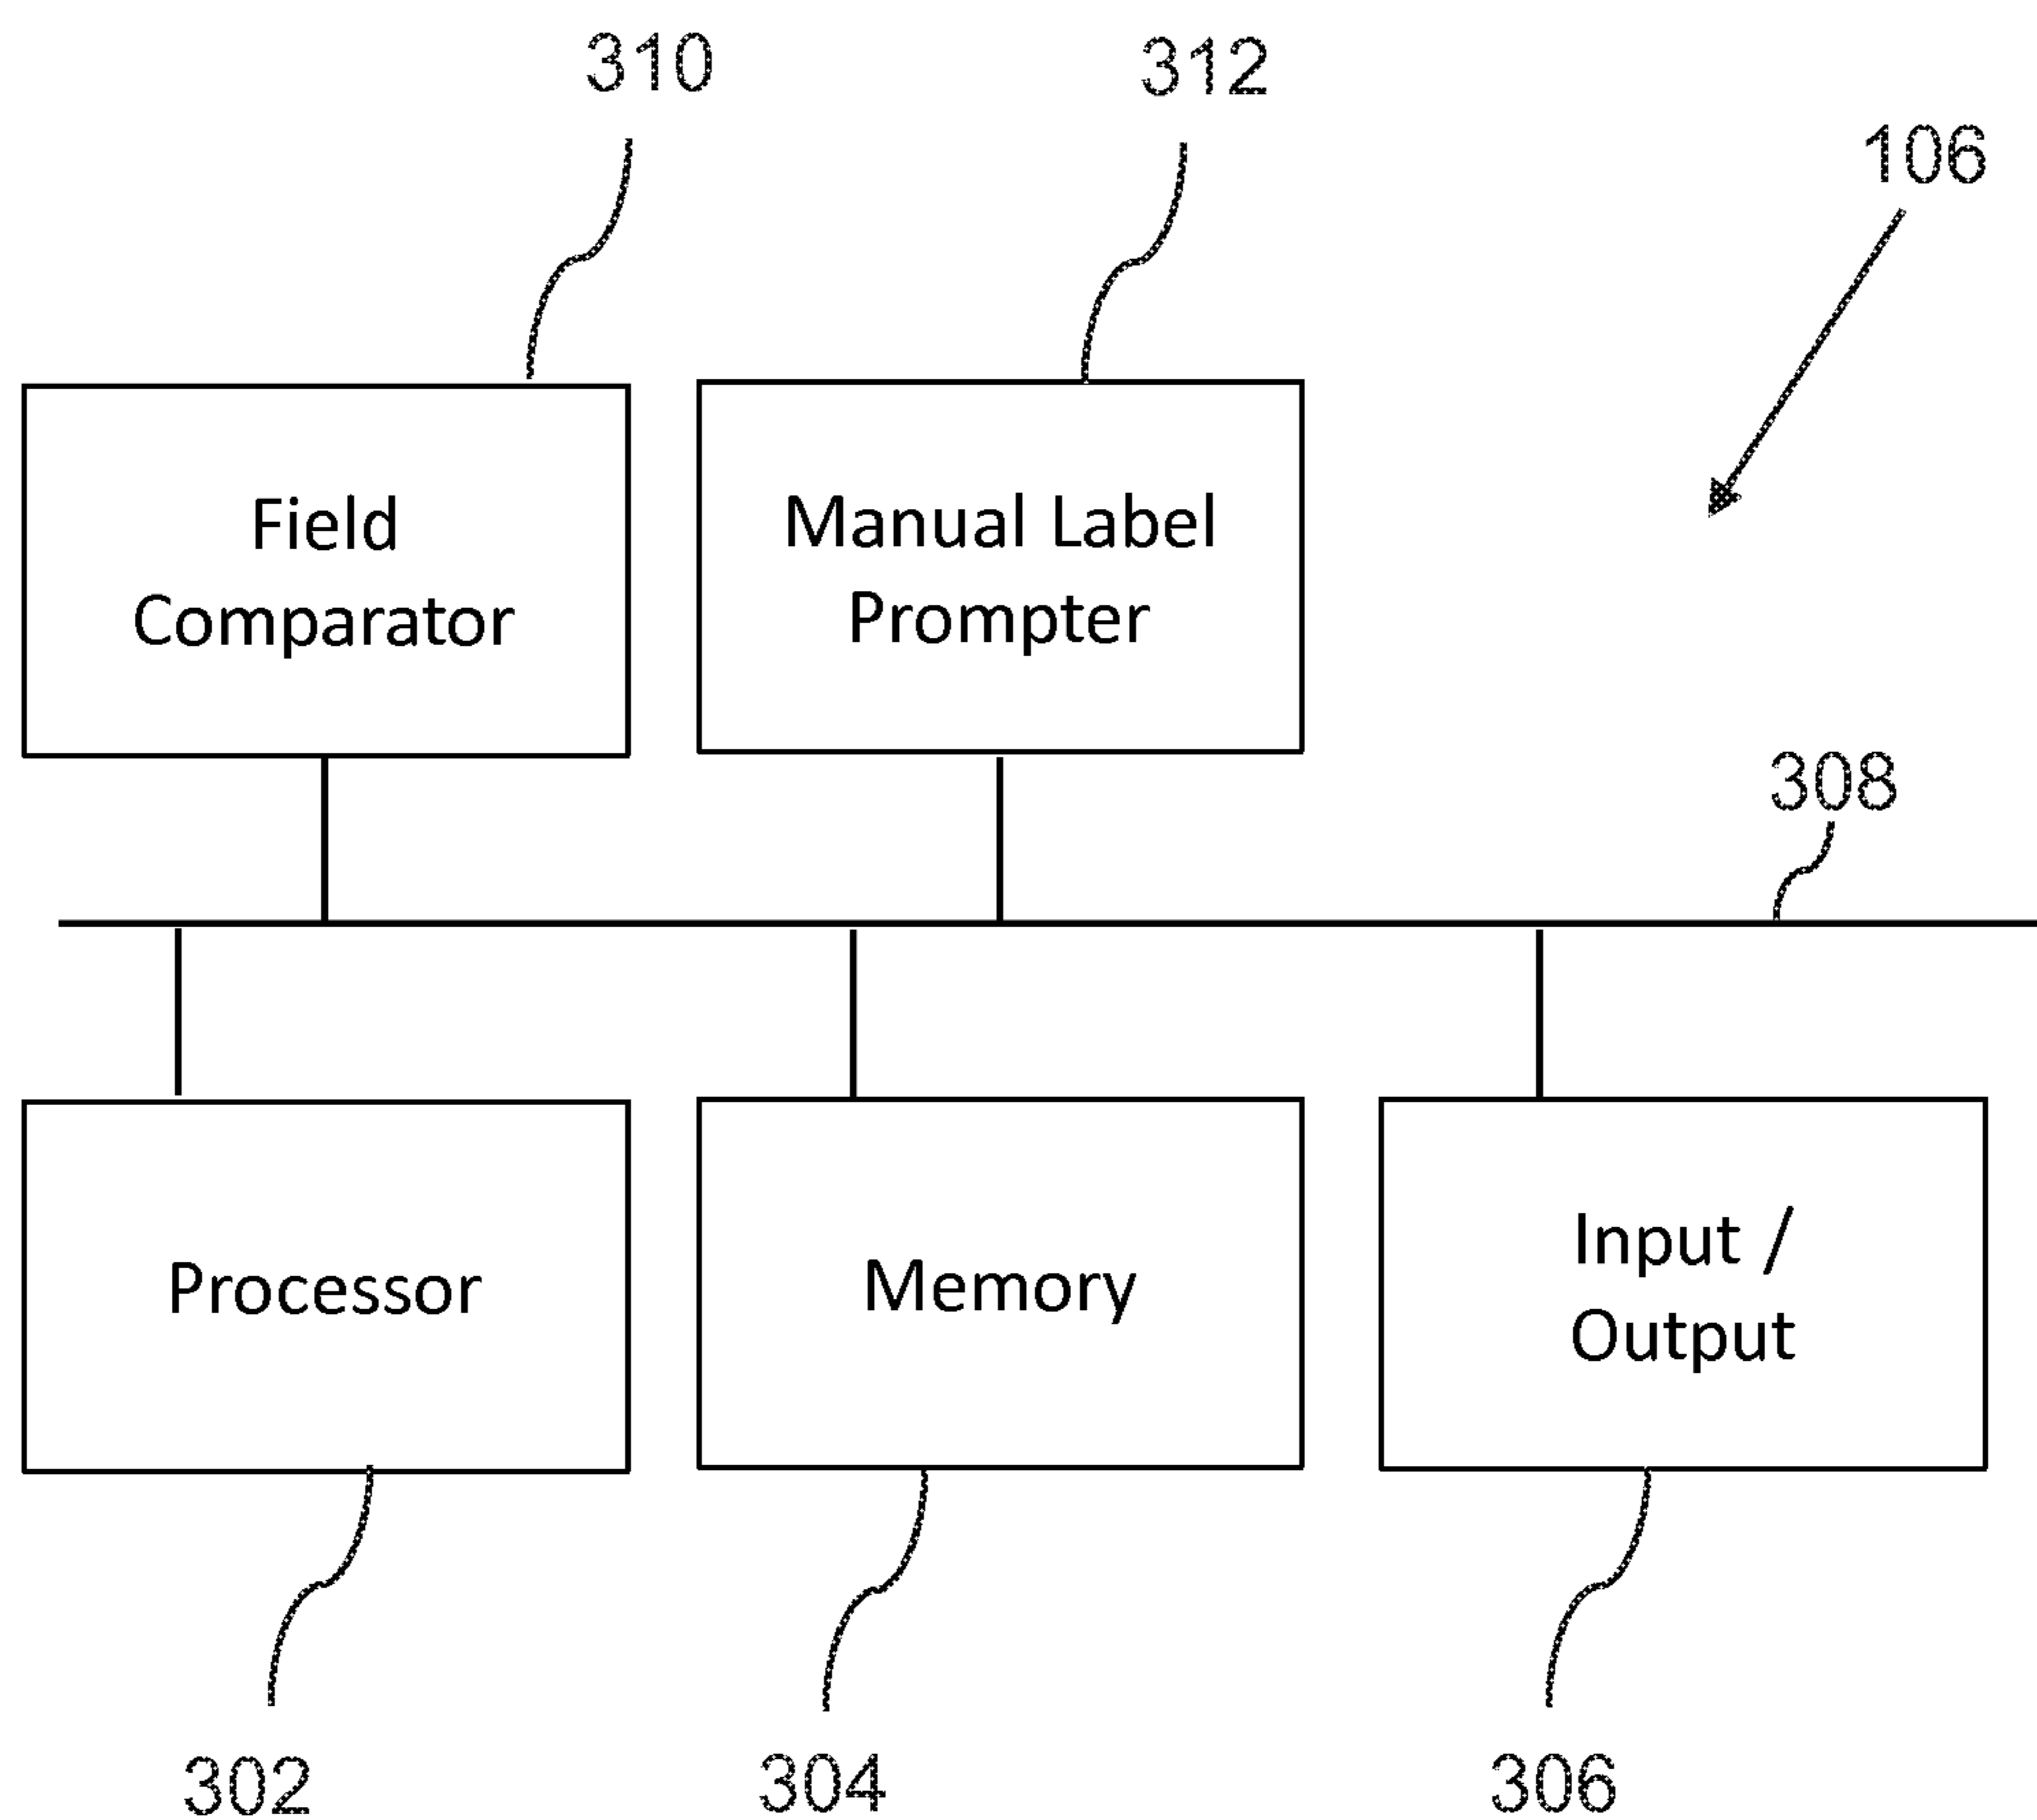 310
312
106
Field
Comparator
Manual Label
Prompter
308
Processor
Memory
Input /
Output
302
304
306